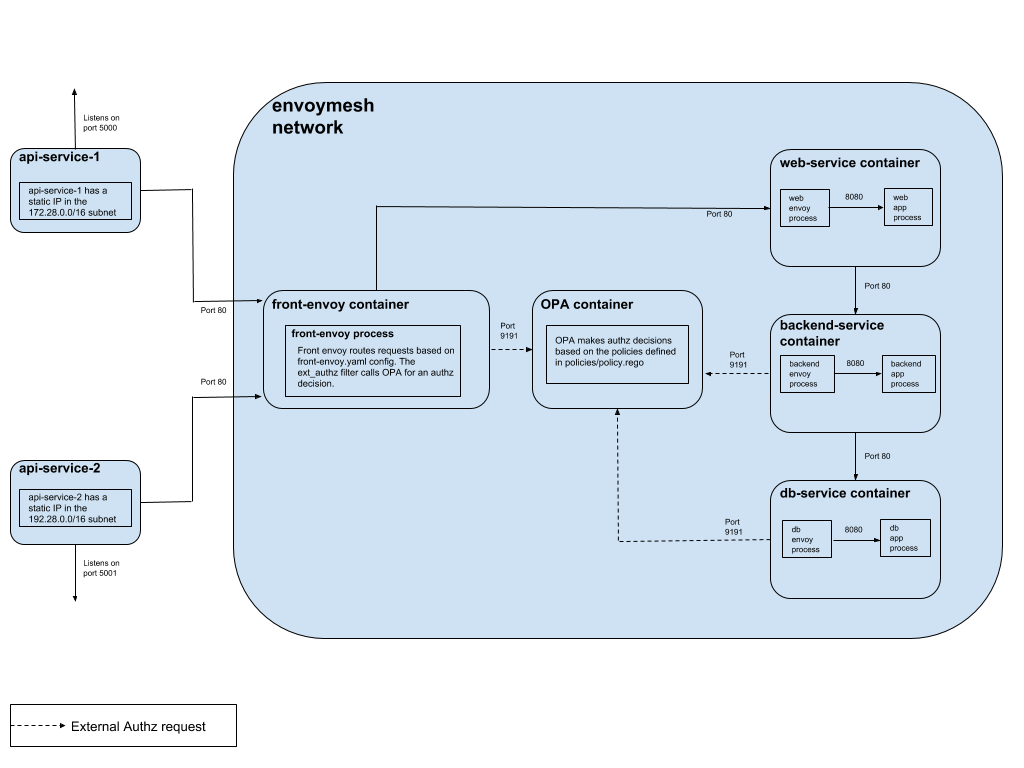 envoymesh
network
Listens on
port 5000
api-service-1
api-service-1 has a
static IP in the
172.28.0.0/16 subnet
Port 80
Port 80
api-service-2
api-service-2 has a
static IP in the
192.28.0.0/16 subnet
Listens on
port 5001
front-envoy container
front-envoy process
Front envoy routes requests based on
front-envoy.yaml config. The
ext_authz filter calls OPA for an authz
decision.
Port
9191
OPA container
OPA makes authz decisions
based on the policies defined
in policies/policy.rego
Port 80
web-service container
web
envoy
process
8080
web
app
process
Port 80
backend-service
container
Port
9191
backend
envoy
process
8080
backend
app
process
Port 80
db-service container
Port
9191
db
envoy
process
8080
db
app
process
External Authz request